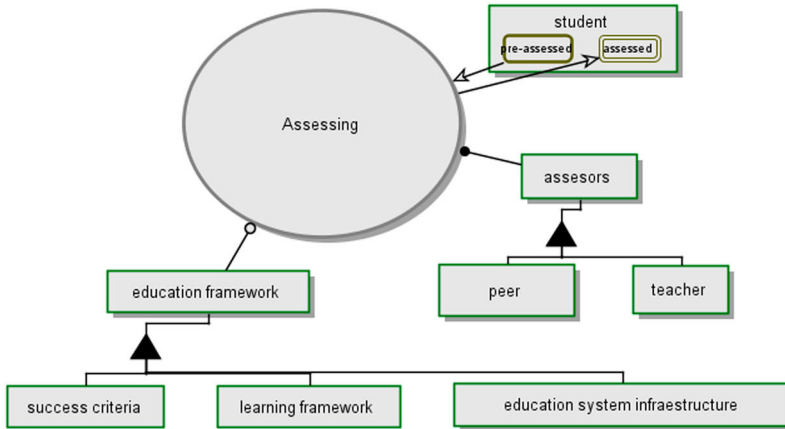 student
pre-assessed
assessed
Assessing
assesors
education framework
peer
teacher
success criteria
learning framework
education system infraestructure